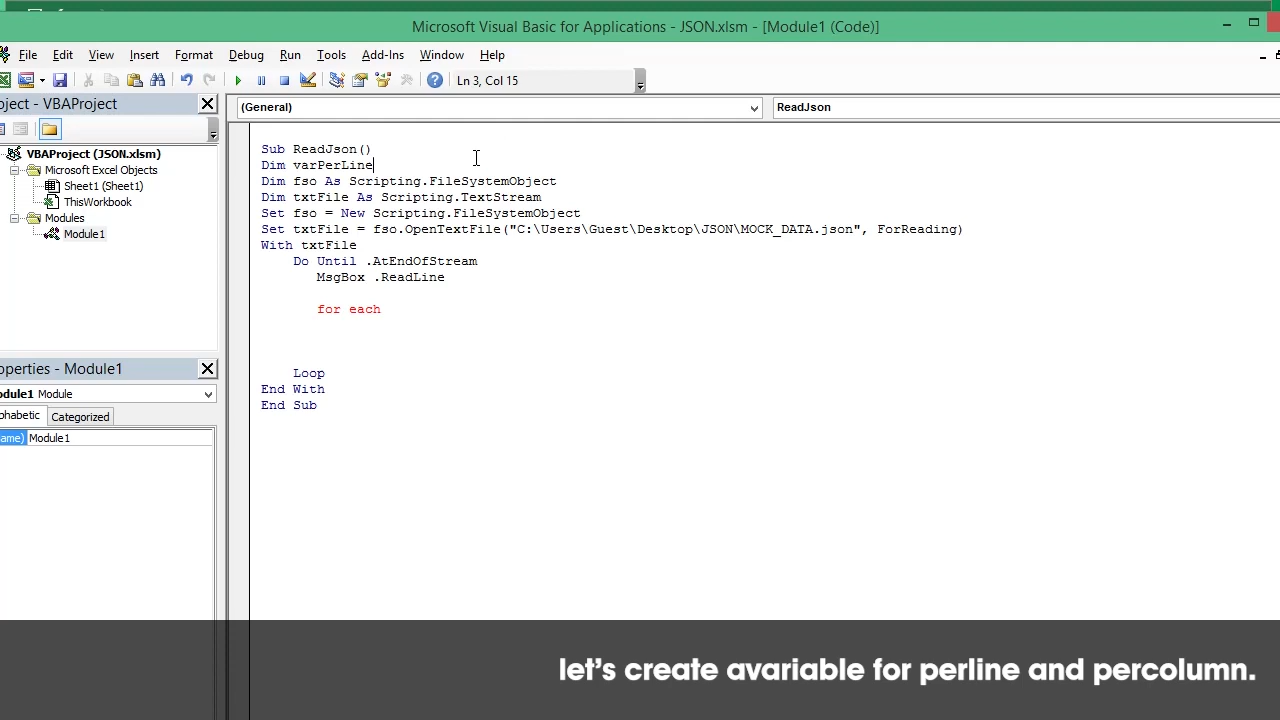 Microsoft Visual Basic for Applications - JSON.xlsm - [Module1 (Code)]
File Edit View Insert Format Debug Run Tools Add-Ins Window Help
Ln 3, Col 15
oject - VBAProject
(General) ReadJson
VBAProject (JSON.xlsm)
Microsoft Excel Objects
Sheet1 (Sheet1)
ThisWorkbook
Modules
Module1
Sub ReadJson()
Dim varPerLine
Dim fso As Scripting.FileSystemObject
Dim txtFile As Scripting.TextStream
Set fso = New Scripting.FileSystemObject
Set txtFile = fso.OpenTextFile("C:\Users\Guest\Desktop\JSON\MOCK_DATA.json", ForReading)
With txtFile
Do Until .AtEndOfStream
MsgBox .ReadLine
for each
Loop
End With
End Sub
operties - Module1
odule1 Module
phabetic Categorized
ame) Module1
let's create avariable for perline and percolumn.